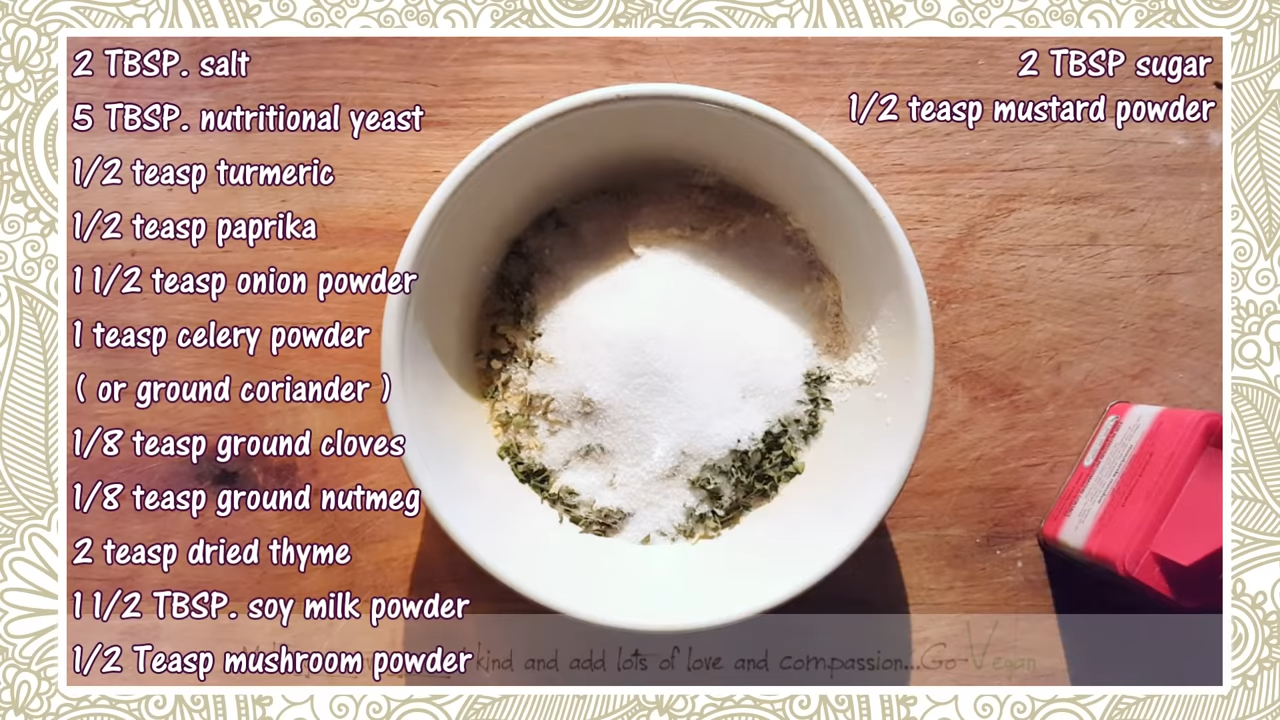 2 TBSP. salt
5 TBSP. nutritional yeast
1/2 teasp turmeric
1/2 teasp paprika
1 1/2 teasp onion powder
1 teasp celery powder
( or ground coriander )
1/8 teasp ground cloves
1/8 teasp ground nutmeg
2 teasp dried thyme
1 1/2 TBSP. soy milk powder
1/2 Teasp mushroom powder
2 TBSP sugar
1/2 teasp mustard powder
kind and add lots of love and compassion...Go Vegan